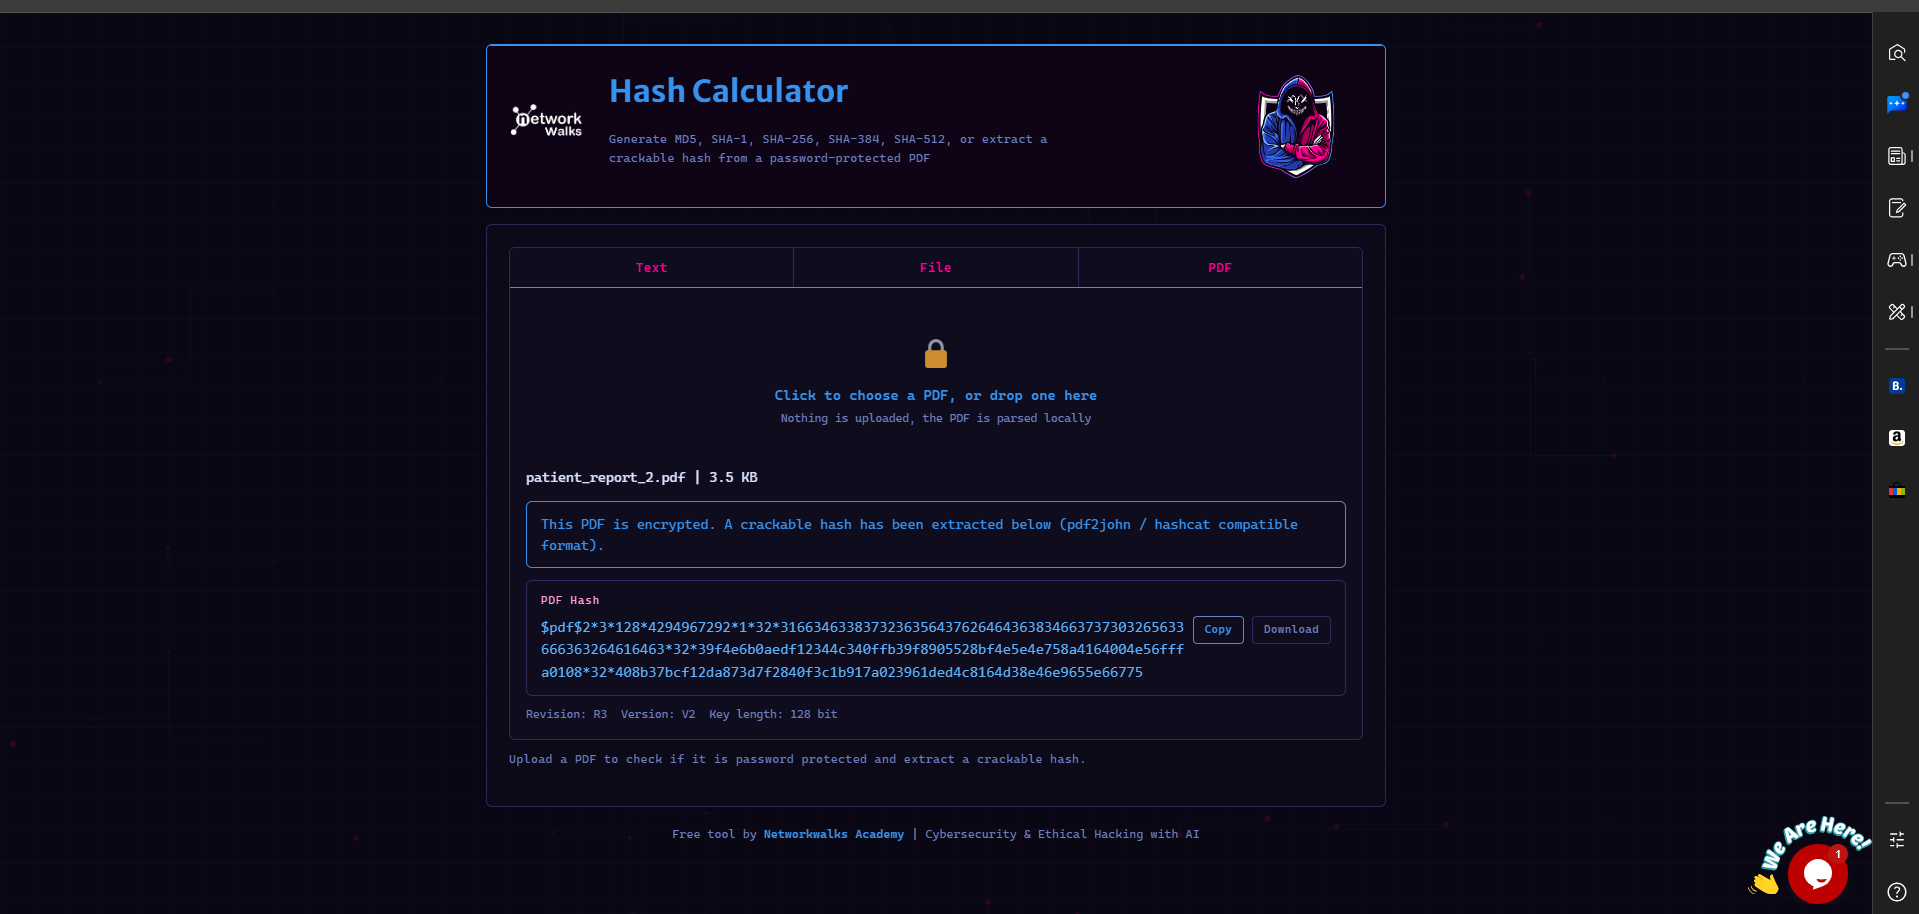 network
Walks
Hash Calculator
Generate MD5, SHA-1, SHA-256, SHA-384, SHA-512, or extract a
crackable hash from a password-protected PDF
Text
File
PDF
Click to choose a PDF, or drop one here
Nothing is uploaded, the PDF is parsed locally
patient_report_2.pdf | 3.5 KB
This PDF is encrypted. A crackable hash has been extracted below (pdf2john / hashcat compatible
format).
PDF Hash
$pdf$2*3*128*4294967292*1*32*3166346338373236356437626464363834663737303265633
666363264616463*32*39f4e6b0aedf12344c340ffb39f8905528bf4e5e4e758a4164004e56fff
a0108*32*408b37bcf12da873d7f2840f3c1b917a023961ded4c8164d38e46e9655e66775
Copy
Download
Revision: R3 Version: V2 Key length: 128 bit
Upload a PDF to check if it is password protected and extract a crackable hash.
Free tool by Networkwalks Academy | Cybersecurity & Ethical Hacking with AI
We Are Here!
1
B.
a